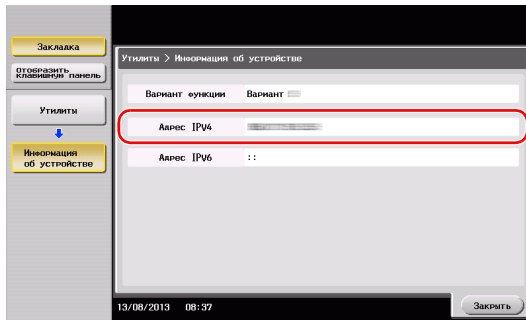 Закладка
Утилиты > Информация об устройстве
отобразить
клавишную панель
Вариант функции Вариант
Утилиты
Адрес IPV4
Информация
об устройстве
Адрес IPV6 ::
13/08/2013 08:37
Закрыть